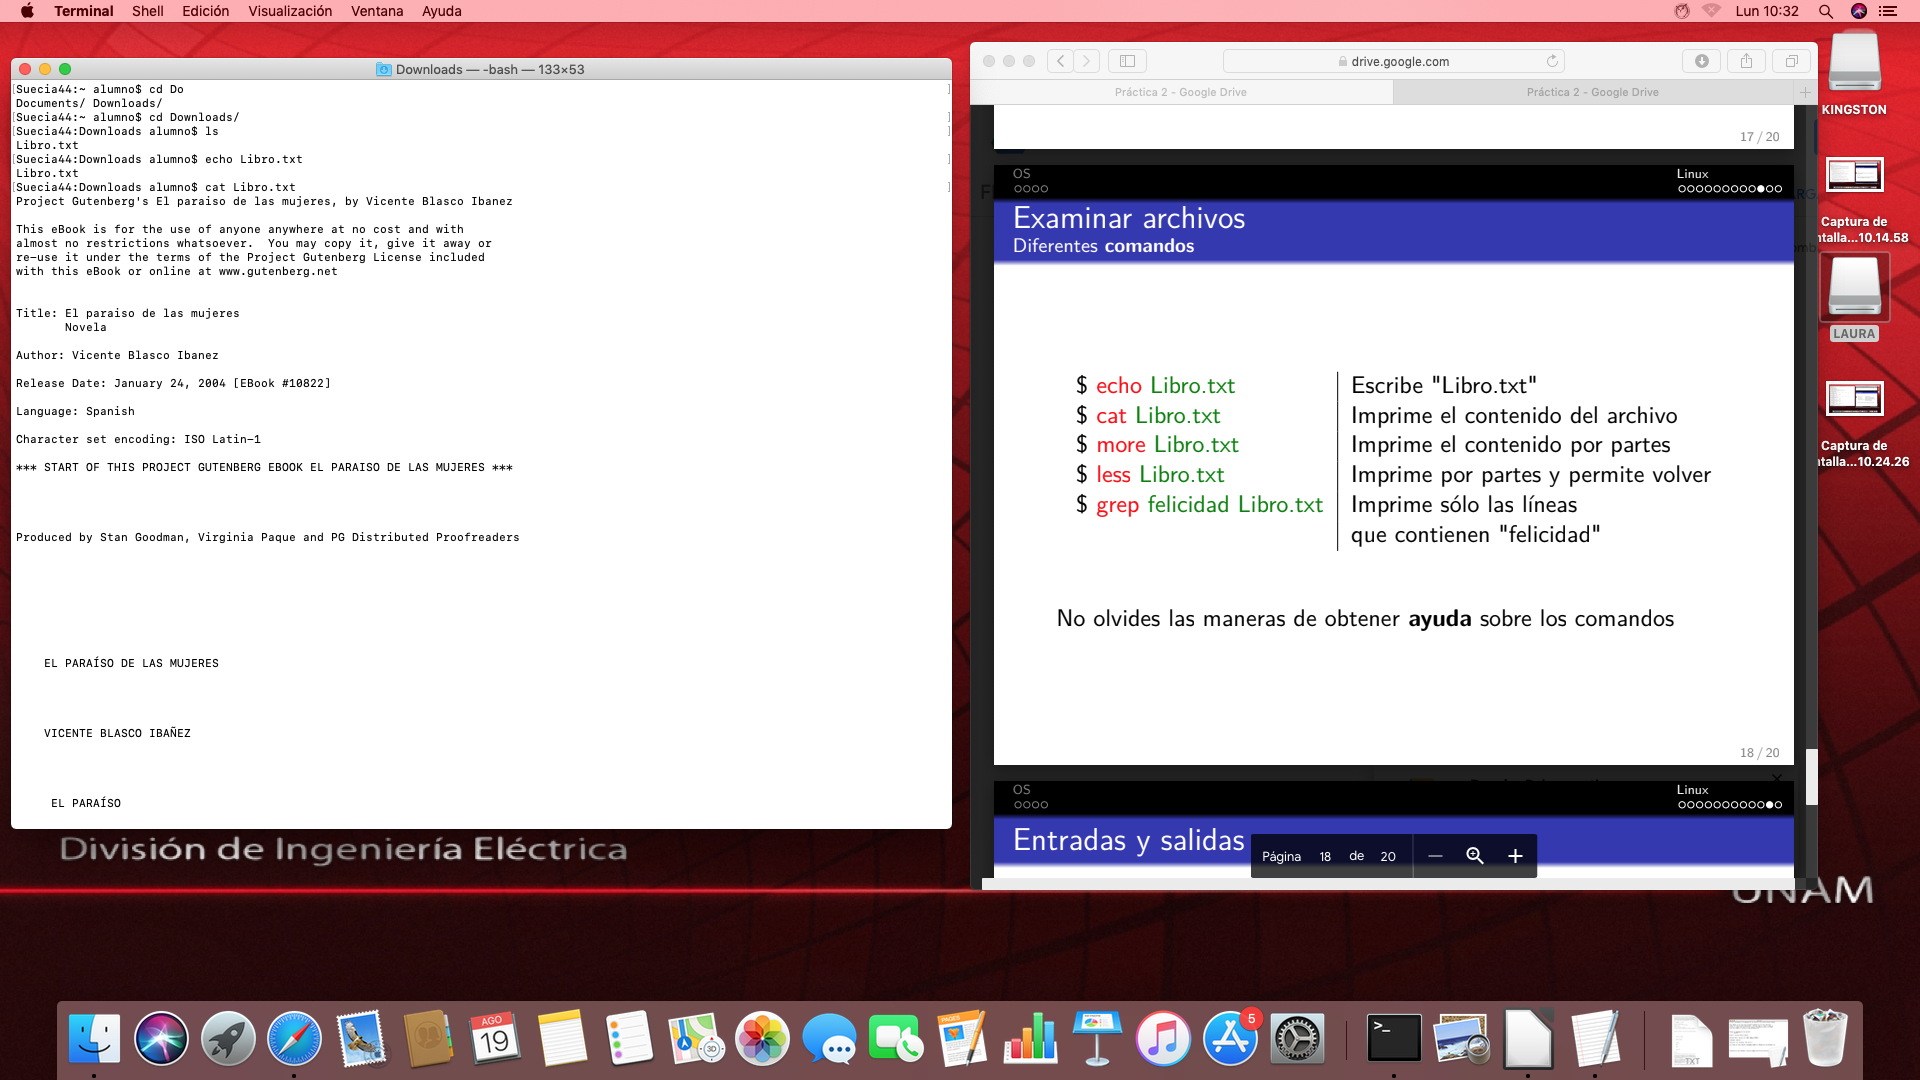 Terminal Shell Edición Visualización Ventana Ayuda
Lun 10:32
Downloads — -bash — 133×53
[Suecia44:~ alumno$ cd Do ]
Documents/ Downloads/
[Suecia44:~ alumno$ cd Downloads/ ]
[Suecia44:Downloads alumno$ ls ]
Libro.txt
[Suecia44:Downloads alumno$ echo Libro.txt ]
Libro.txt
[Suecia44:Downloads alumno$ cat Libro.txt ]
Project Gutenberg's El paraiso de las mujeres, by Vicente Blasco Ibanez
This eBook is for the use of anyone anywhere at no cost and with
almost no restrictions whatsoever.  You may copy it, give it away or
re-use it under the terms of the Project Gutenberg License included
with this eBook or online at www.gutenberg.net
Title: El paraiso de las mujeres
Novela
Author: Vicente Blasco Ibanez
Release Date: January 24, 2004 [EBook #10822]
Language: Spanish
Character set encoding: ISO Latin-1
*** START OF THIS PROJECT GUTENBERG EBOOK EL PARAISO DE LAS MUJERES ***
Produced by Stan Goodman, Virginia Paque and PG Distributed Proofreaders
EL PARAÍSO DE LAS MUJERES
VICENTE BLASCO IBAÑEZ
EL PARAÍSO
drive.google.com
Práctica 2 - Google Drive
Práctica 2 - Google Drive
17 / 20
OS
Linux
Examinar archivos
Diferentes comandos
$ echo Libro.txt Escribe "Libro.txt"
$ cat Libro.txt Imprime el contenido del archivo
$ more Libro.txt Imprime el contenido por partes
$ less Libro.txt Imprime por partes y permite volver
$ grep felicidad Libro.txt Imprime sólo las líneas
que contienen "felicidad"
No olvides las maneras de obtener ayuda sobre los comandos
18 / 20
OS
Linux
Entradas y salidas
Página 18 de 20
KINGSTON
Captura de
ntalla...10.14.58
LAURA
Captura de
ntalla...10.24.26
División de Ingeniería Eléctrica
UNAM
AGO
19
3D
PAGES
5
>_
TXT